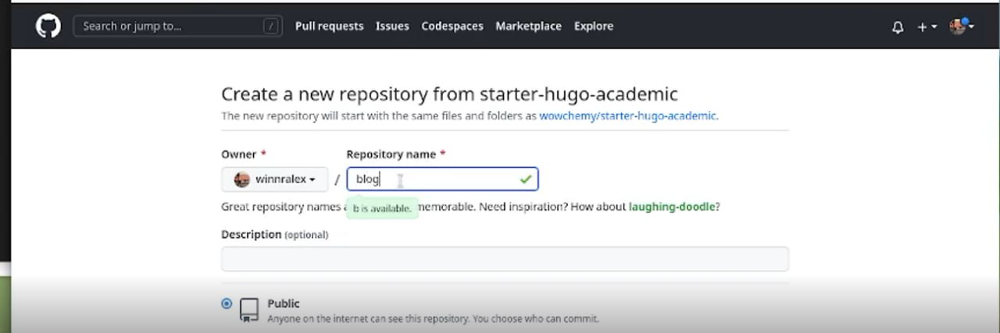 Search or jump to... / Pull requests Issues Codespaces Marketplace Explore
Create a new repository from starter-hugo-academic
The new repository will start with the same files and folders as wowchemy/starter-hugo-academic.
Owner * Repository name *
winnralex / blog
Great repository names memorable. Need inspiration? How about laughing-doodle?
b is available.
Description (optional)
Public
Anyone on the internet can see this repository. You choose who can commit.